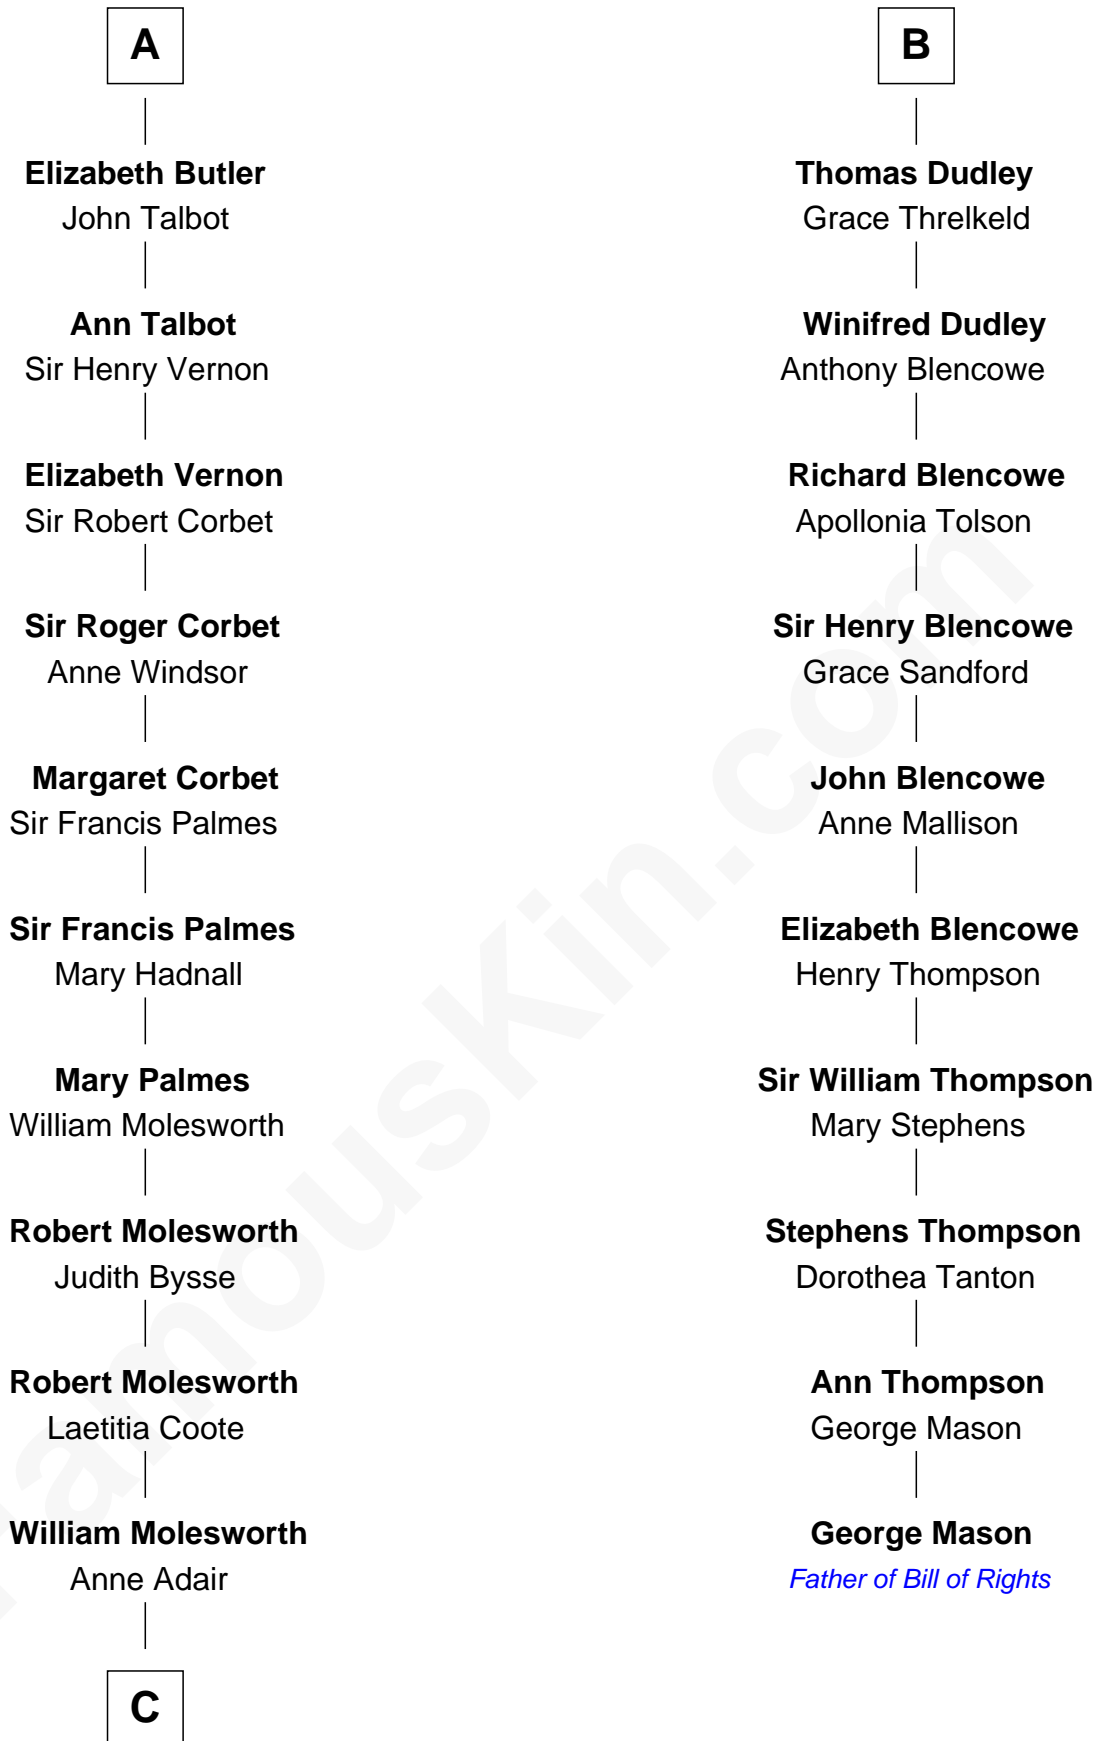 A
Elizabeth Butler
John Talbot
Ann Talbot
Sir Henry Vernon
Elizabeth Vernon
Sir Robert Corbet
Sir Roger Corbet
Anne Windsor
Margaret Corbet
Sir Francis Palmes
Sir Francis Palmes
Mary Hadnall
Mary Palmes
William Molesworth
Robert Molesworth
Judith Bysse
Robert Molesworth
Laetitia Coote
William Molesworth
Anne Adair
C
B
Thomas Dudley
Grace Threlkeld
Winifred Dudley
Anthony Blencowe
Richard Blencowe
Apollonia Tolson
Sir Henry Blencowe
Grace Sandford
John Blencowe
Anne Mallison
Elizabeth Blencowe
Henry Thompson
Sir William Thompson
Mary Stephens
Stephens Thompson
Dorothea Tanton
Ann Thompson
George Mason
George Mason
Father of Bill of Rights
FamousKin.com